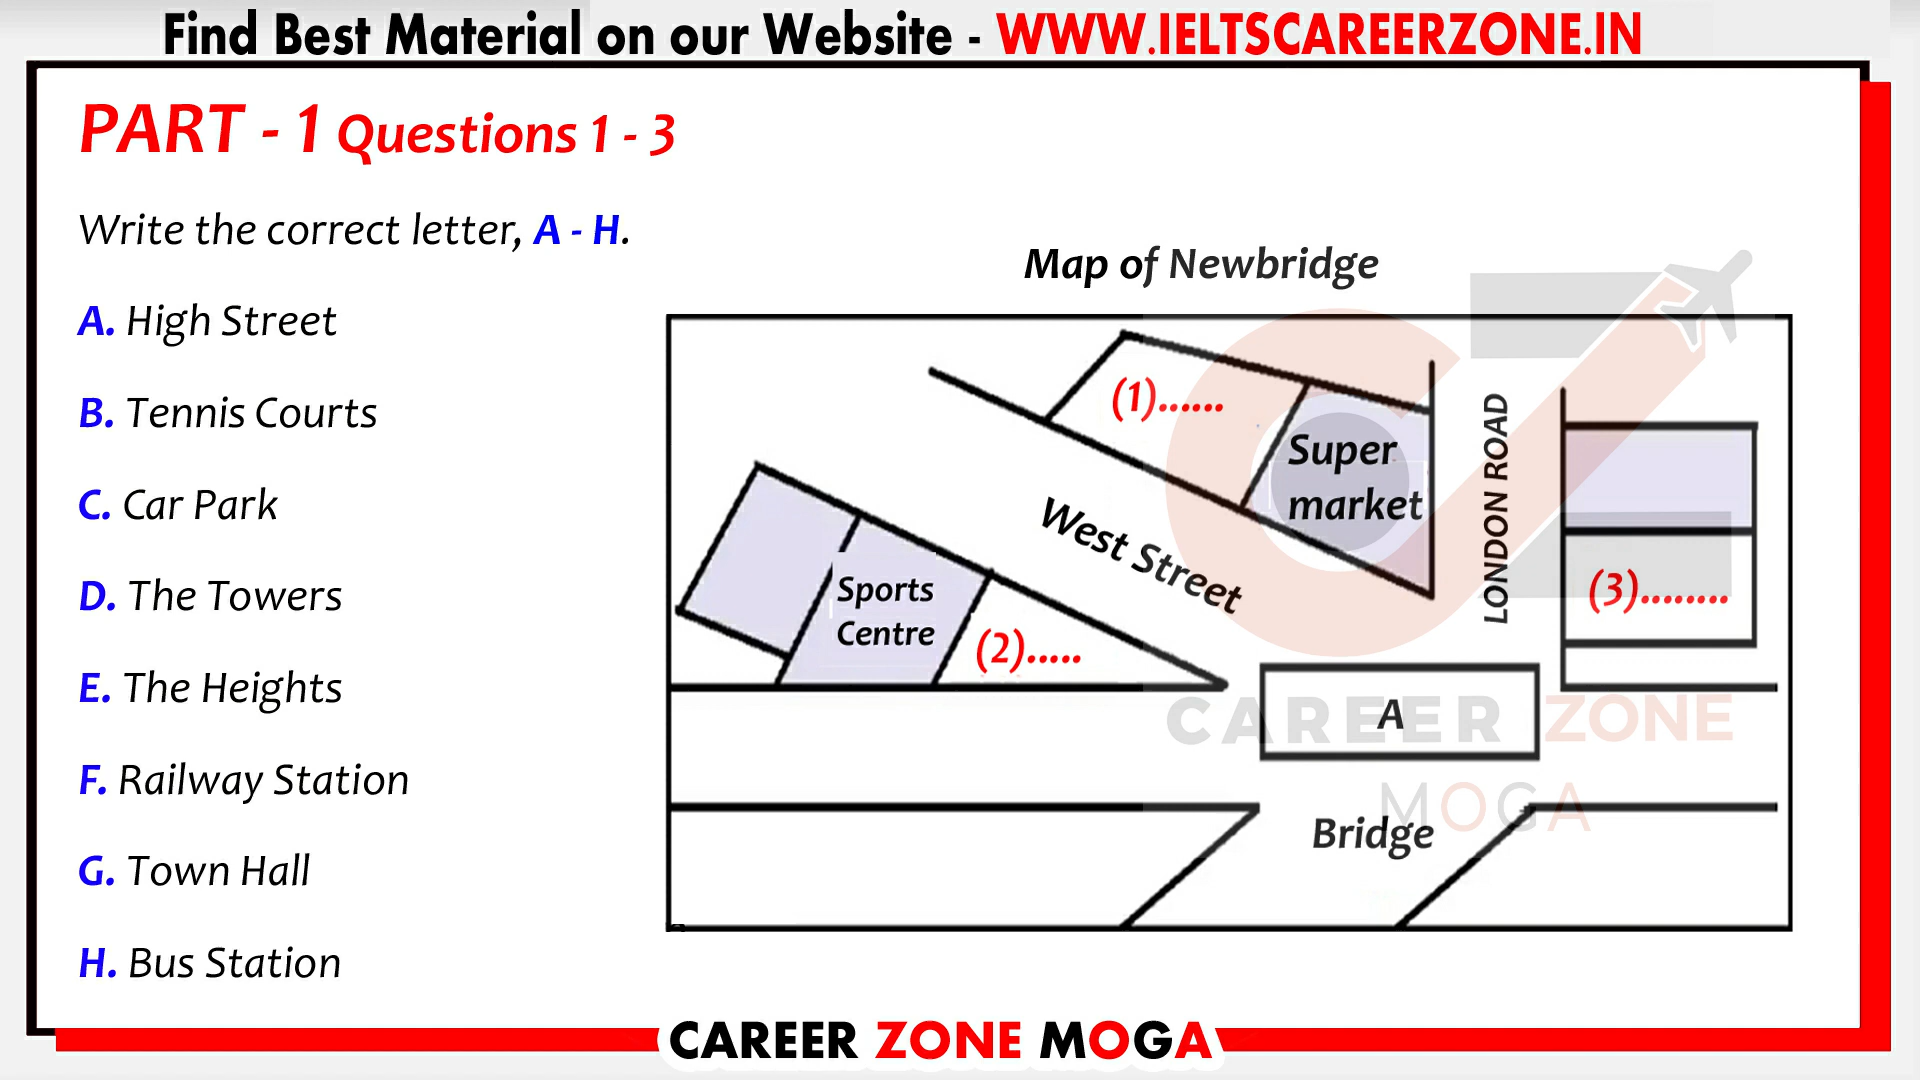 Find Best Material on our Website - WWW.IELTSCAREERZONE.IN
PART - 1 Questions 1 - 3
Write the correct letter, A - H.
A. High Street
B. Tennis Courts
C. Car Park
D. The Towers
E. The Heights
F. Railway Station
G. Town Hall
H. Bus Station
Map of Newbridge
(1)......
Super
market
LONDON ROAD
West Street
Sports
Centre
(2).....
(3)........
A
CAREER ZONE
MOGA
Bridge
CAREER ZONE MOGA